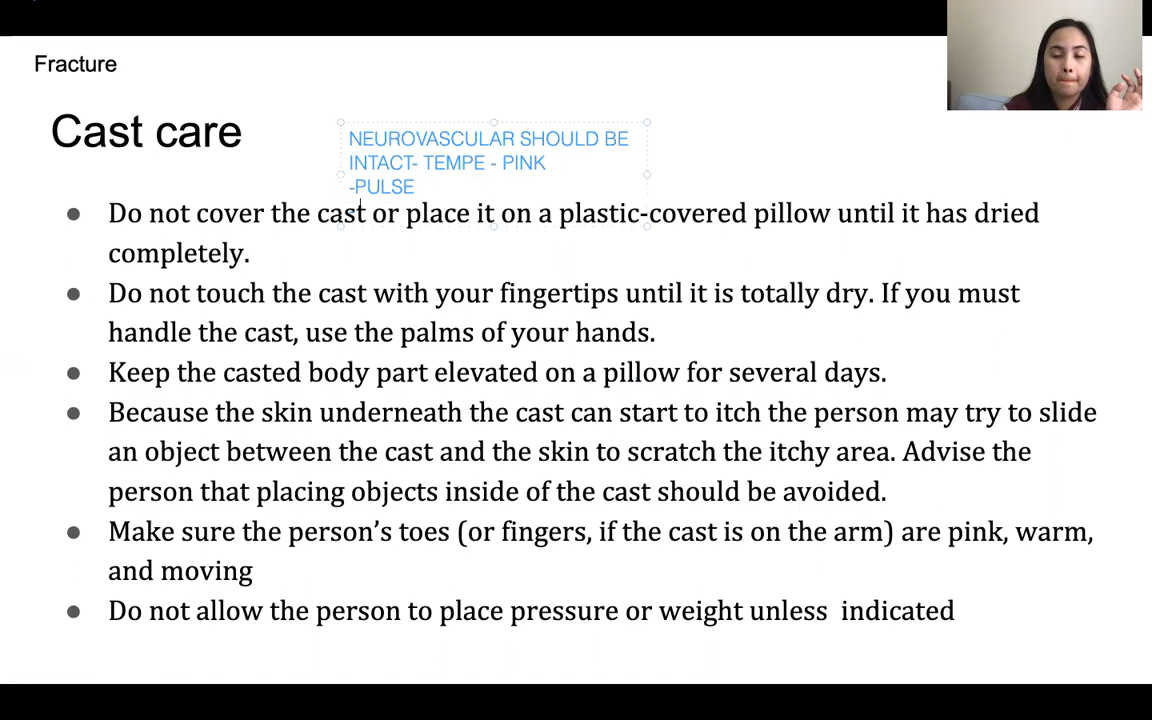 Fracture
Cast care
NEUROVASCULAR SHOULD BE
INTACT- TEMPE - PINK
-PULSE
● Do not cover the cast or place it on a plastic-covered pillow until it has dried
completely.
● Do not touch the cast with your fingertips until it is totally dry. If you must
handle the cast, use the palms of your hands.
● Keep the casted body part elevated on a pillow for several days.
● Because the skin underneath the cast can start to itch the person may try to slide
an object between the cast and the skin to scratch the itchy area. Advise the
person that placing objects inside of the cast should be avoided.
● Make sure the person’s toes (or fingers, if the cast is on the arm) are pink, warm,
and moving
● Do not allow the person to place pressure or weight unless  indicated